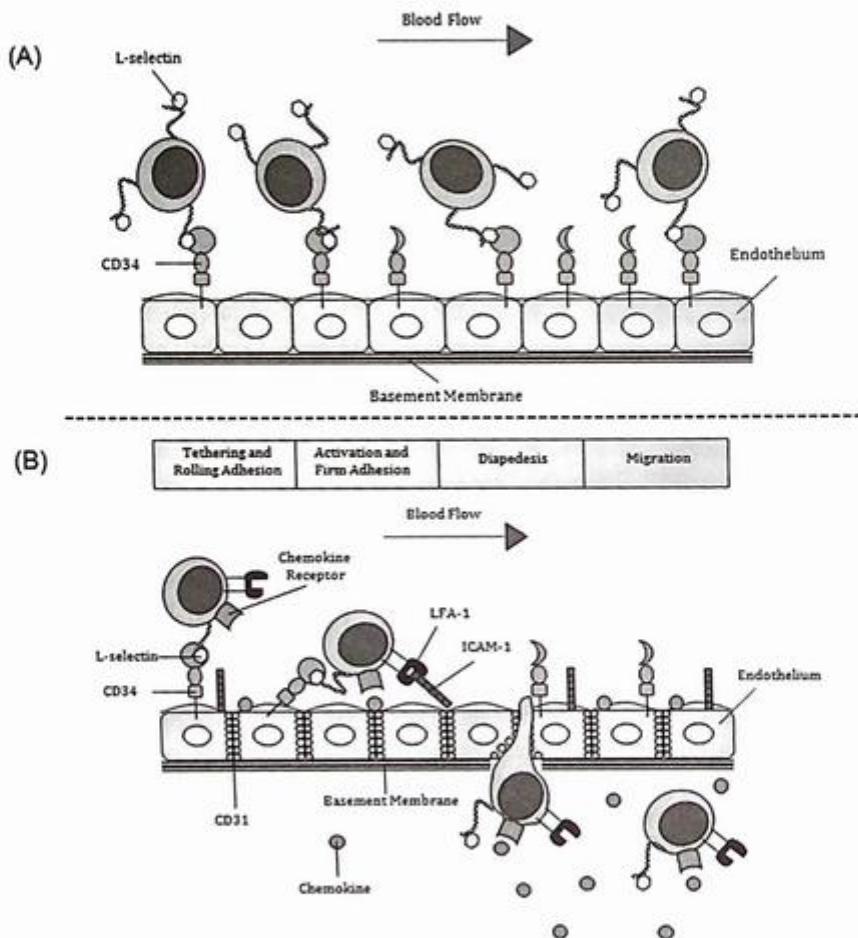 Blood Flow
(A)
L-selectin
CD34
Endothelium
Basement Membrane
(B)
Tethering and
Rolling Adhesion
Activation and
Firm Adhesion
Diapedesis
Migration
Blood Flow
Chemokine
Receptor
LFA-1
ICAM-1
L-selectin
CD34
Endothelium
Basement Membrane
CD31
Chemokine